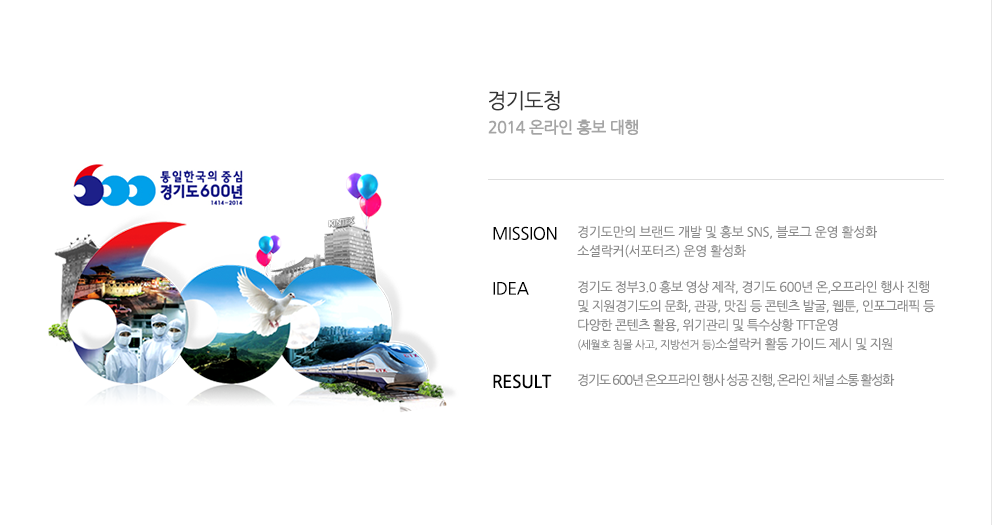 경기도청
2014 온라인 홍보 대행
600 통일한국의 중심
경기도600년
1414-2014
KINTEX
MISSION 경기도만의 브랜드 개발 및 홍보 SNS, 블로그 운영 활성화
소셜락커(서포터즈) 운영 활성화
IDEA 경기도 정부3.0 홍보 영상 제작, 경기도 600년 온,오프라인 행사 진행
및 지원경기도의 문화, 관광, 맛집 등 콘텐츠 발굴, 웹툰, 인포그래픽 등
다양한 콘텐츠 활용, 위기관리 및 특수상황 TFT운영
(세월호 침몰 사고, 지방선거 등)소셜락커 활동 가이드 제시 및 지원
RESULT 경기도 600년 온오프라인 행사 성공 진행, 온라인 채널 소통 활성화